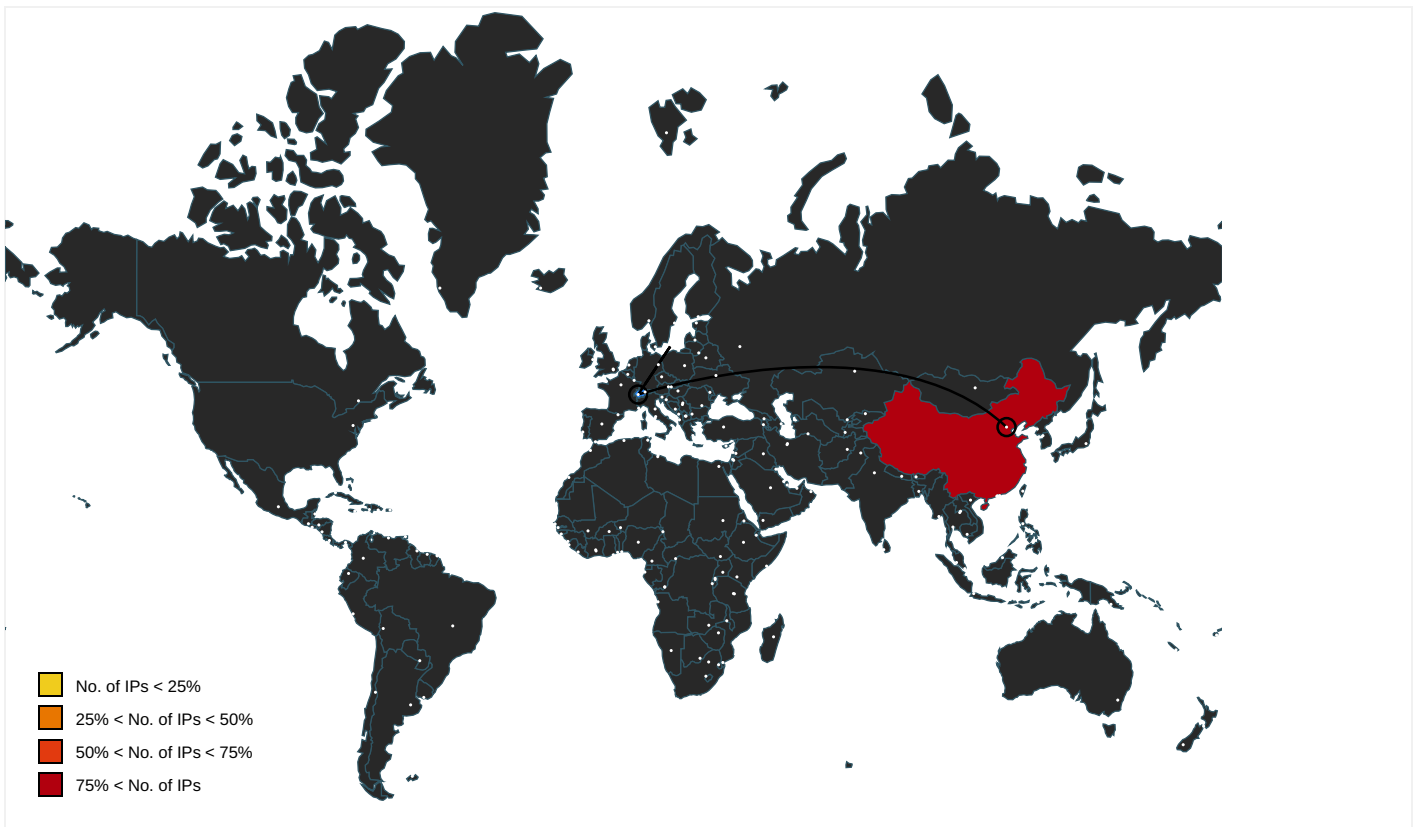 No. of IPs < 25%
25% < No. of IPs < 50%
50% < No. of IPs < 75%
75% < No. of IPs